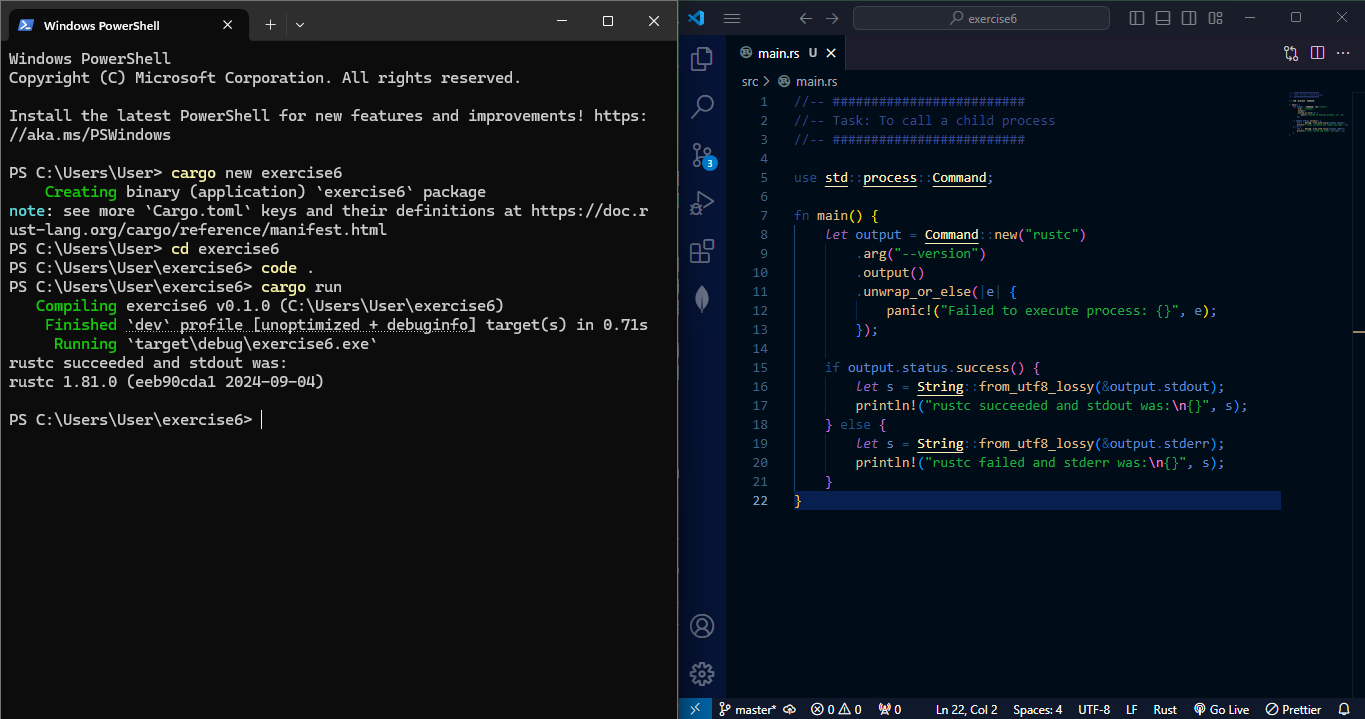 Windows PowerShell
Windows PowerShell
Copyright (C) Microsoft Corporation. All rights reserved.
Install the latest PowerShell for new features and improvements! https:
//aka.ms/PSWindows
PS C:\Users\User> cargo new exercise6
    Creating binary (application) `exercise6` package
note: see more `Cargo.toml` keys and their definitions at https://doc.r
ust-lang.org/cargo/reference/manifest.html
PS C:\Users\User> cd exercise6
PS C:\Users\User\exercise6> code .
PS C:\Users\User\exercise6> cargo run
   Compiling exercise6 v0.1.0 (C:\Users\User\exercise6)
    Finished `dev` profile [unoptimized + debuginfo] target(s) in 0.71s
     Running `target\debug\exercise6.exe`
rustc succeeded and stdout was:
rustc 1.81.0 (eeb90cda1 2024-09-04)
PS C:\Users\User\exercise6>
exercise6
main.rs U
src > main.rs
3
1 //-- #########################
2 //-- Task: To call a child process
3 //-- #########################
4
5 use std::process::Command;
6
7 fn main() {
8     let output = Command::new("rustc")
9         .arg("--version")
10         .output()
11         .unwrap_or_else(|e| {
12             panic!("Failed to execute process: {}", e);
13         });
14
15     if output.status.success() {
16         let s = String::from_utf8_lossy(&output.stdout);
17         println!("rustc succeeded and stdout was:\n{}", s);
18     } else {
19         let s = String::from_utf8_lossy(&output.stderr);
20         println!("rustc failed and stderr was:\n{}", s);
21     }
22 }
master* 0 0 0 Ln 22, Col 2 Spaces: 4 UTF-8 LF Rust Go Live Prettier